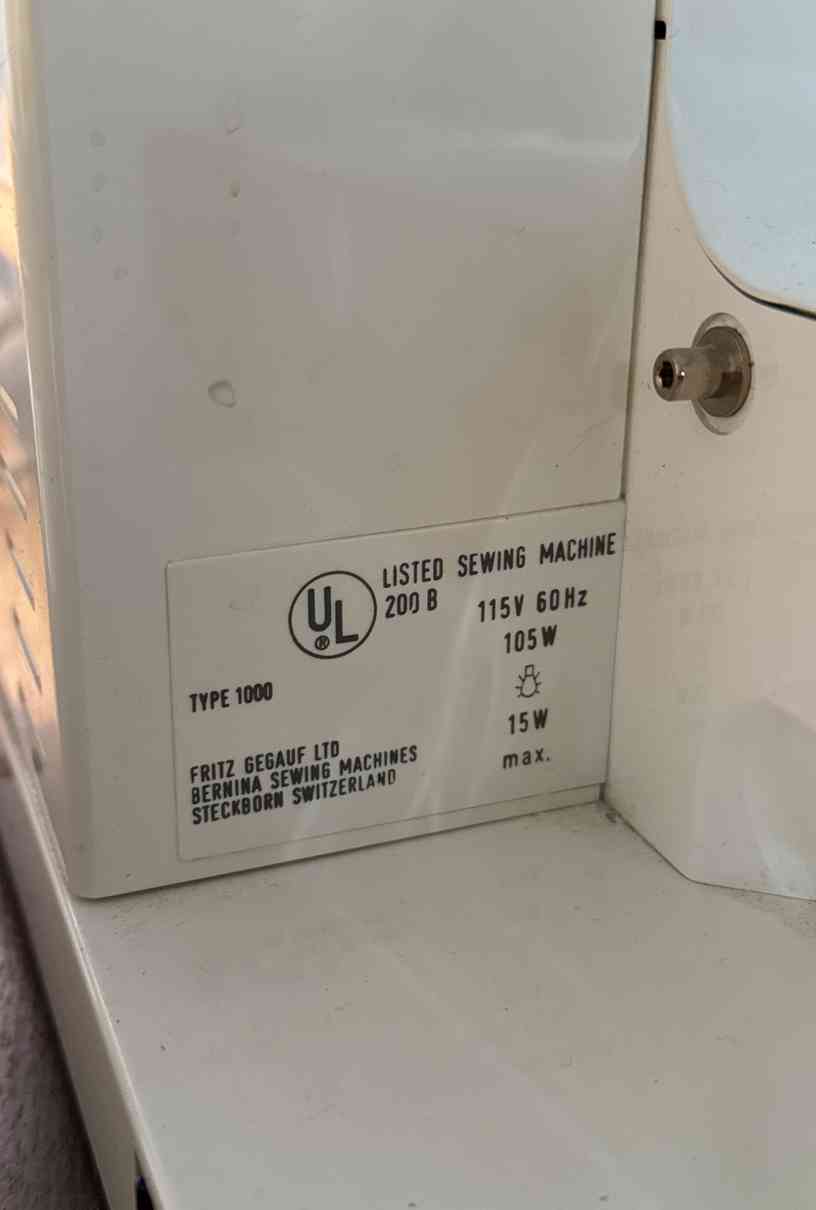 UL
®
LISTED SEWING MACHINE
200 B 115V 60Hz
105W
TYPE 1000
15W
max.
FRITZ GEGAUF LTD
BERNINA SEWING MACHINES
STECKBORN SWITZERLAND